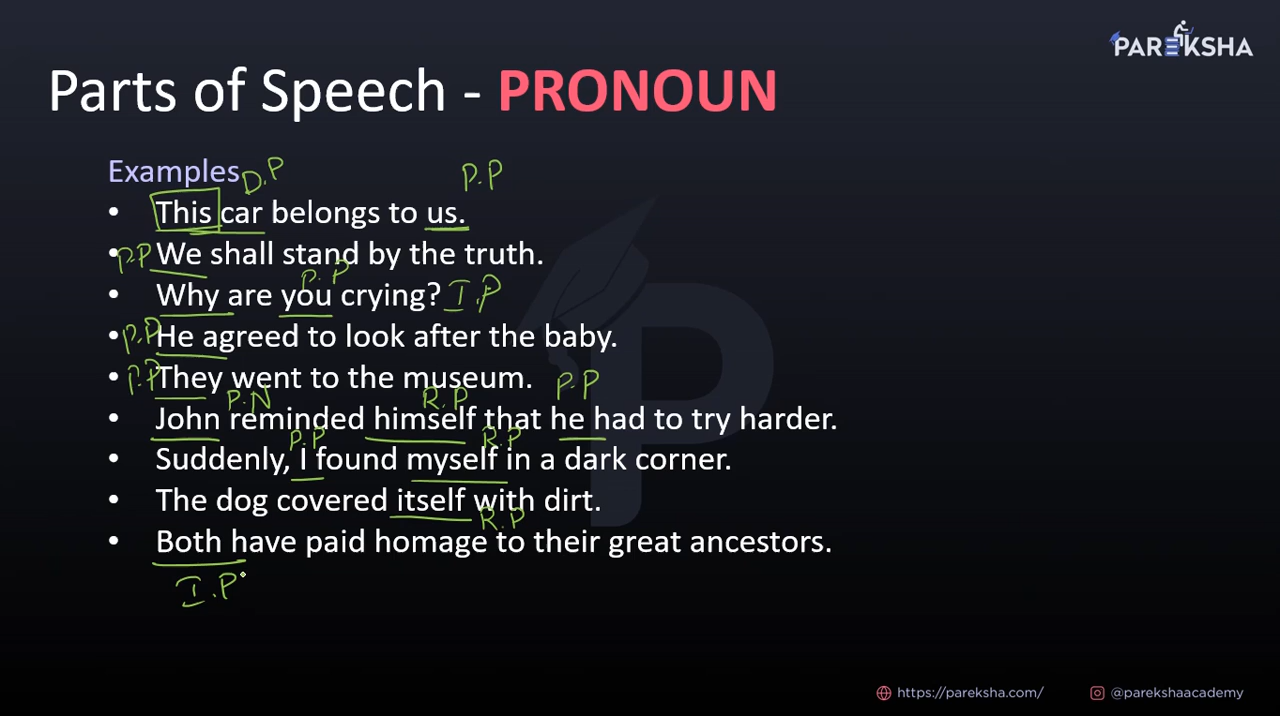 PAREKSHA
Parts of Speech - PRONOUN
Examples
D.P
P.P
• This car belongs to us.
P.P
• We shall stand by the truth.
P.P
• Why are you crying? I.P
P.P
• He agreed to look after the baby.
P.P
• They went to the museum.
P.N
R.P
P.P
• John reminded himself that he had to try harder.
P.P
R.P
• Suddenly, I found myself in a dark corner.
• The dog covered itself with dirt.
R.P
• Both have paid homage to their great ancestors.
I.P
https://pareksha.com/ @parekshaacademy